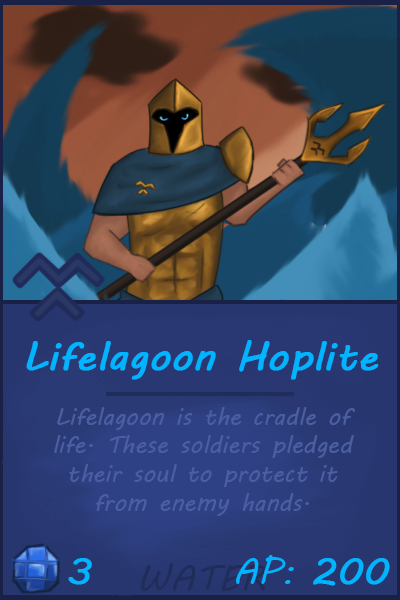 Lifelagoon Hoplite
Lifelagoon is the cradle of
life. These soldiers pledged
their soul to protect it
from enemy hands.
3 WATER AP: 200